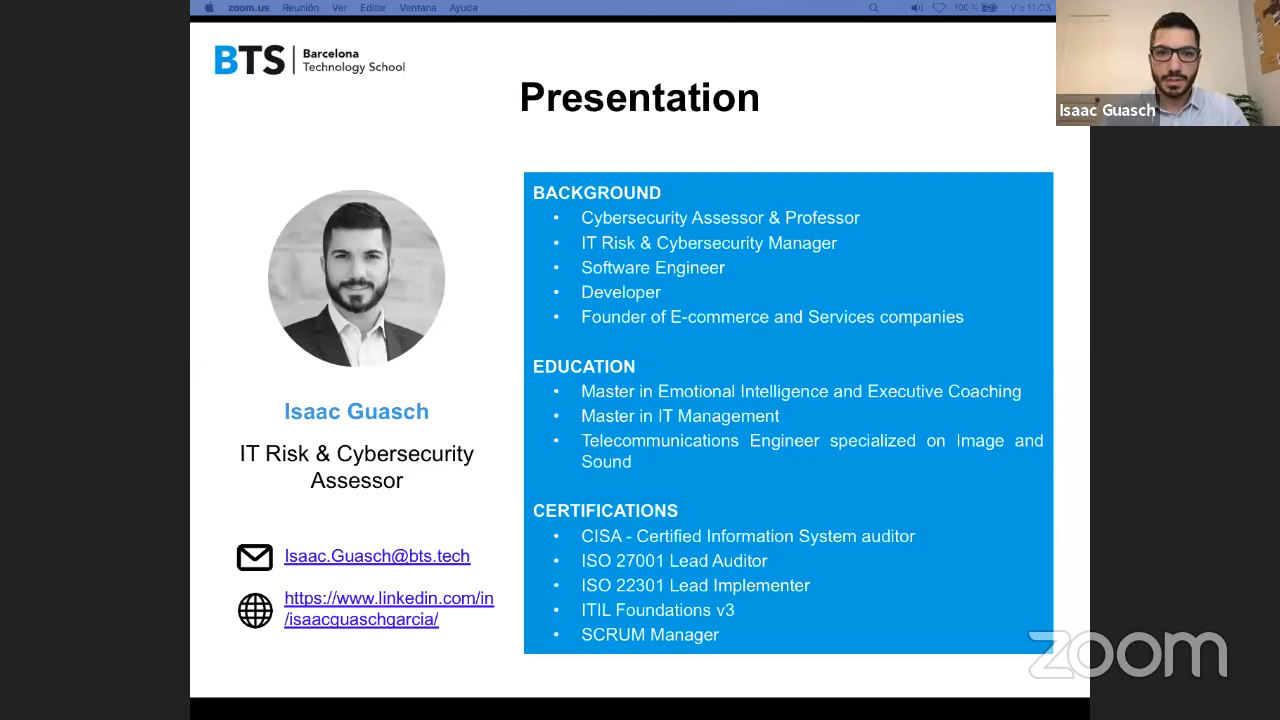 zoom.us Reunión Ver Editar Ventana Ayuda 100 % Vie 11:03
BTS
Barcelona
Technology School
Presentation
Isaac Guasch
BACKGROUND
• Cybersecurity Assessor & Professor
• IT Risk & Cybersecurity Manager
• Software Engineer
• Developer
• Founder of E-commerce and Services companies
EDUCATION
• Master in Emotional Intelligence and Executive Coaching
• Master in IT Management
• Telecommunications Engineer specialized on Image and
Sound
CERTIFICATIONS
• CISA - Certified Information System auditor
• ISO 27001 Lead Auditor
• ISO 22301 Lead Implementer
• ITIL Foundations v3
• SCRUM Manager
Isaac Guasch
IT Risk & Cybersecurity
Assessor
Isaac.Guasch@bts.tech
https://www.linkedin.com/in
/isaacguaschgarcia/
zoom